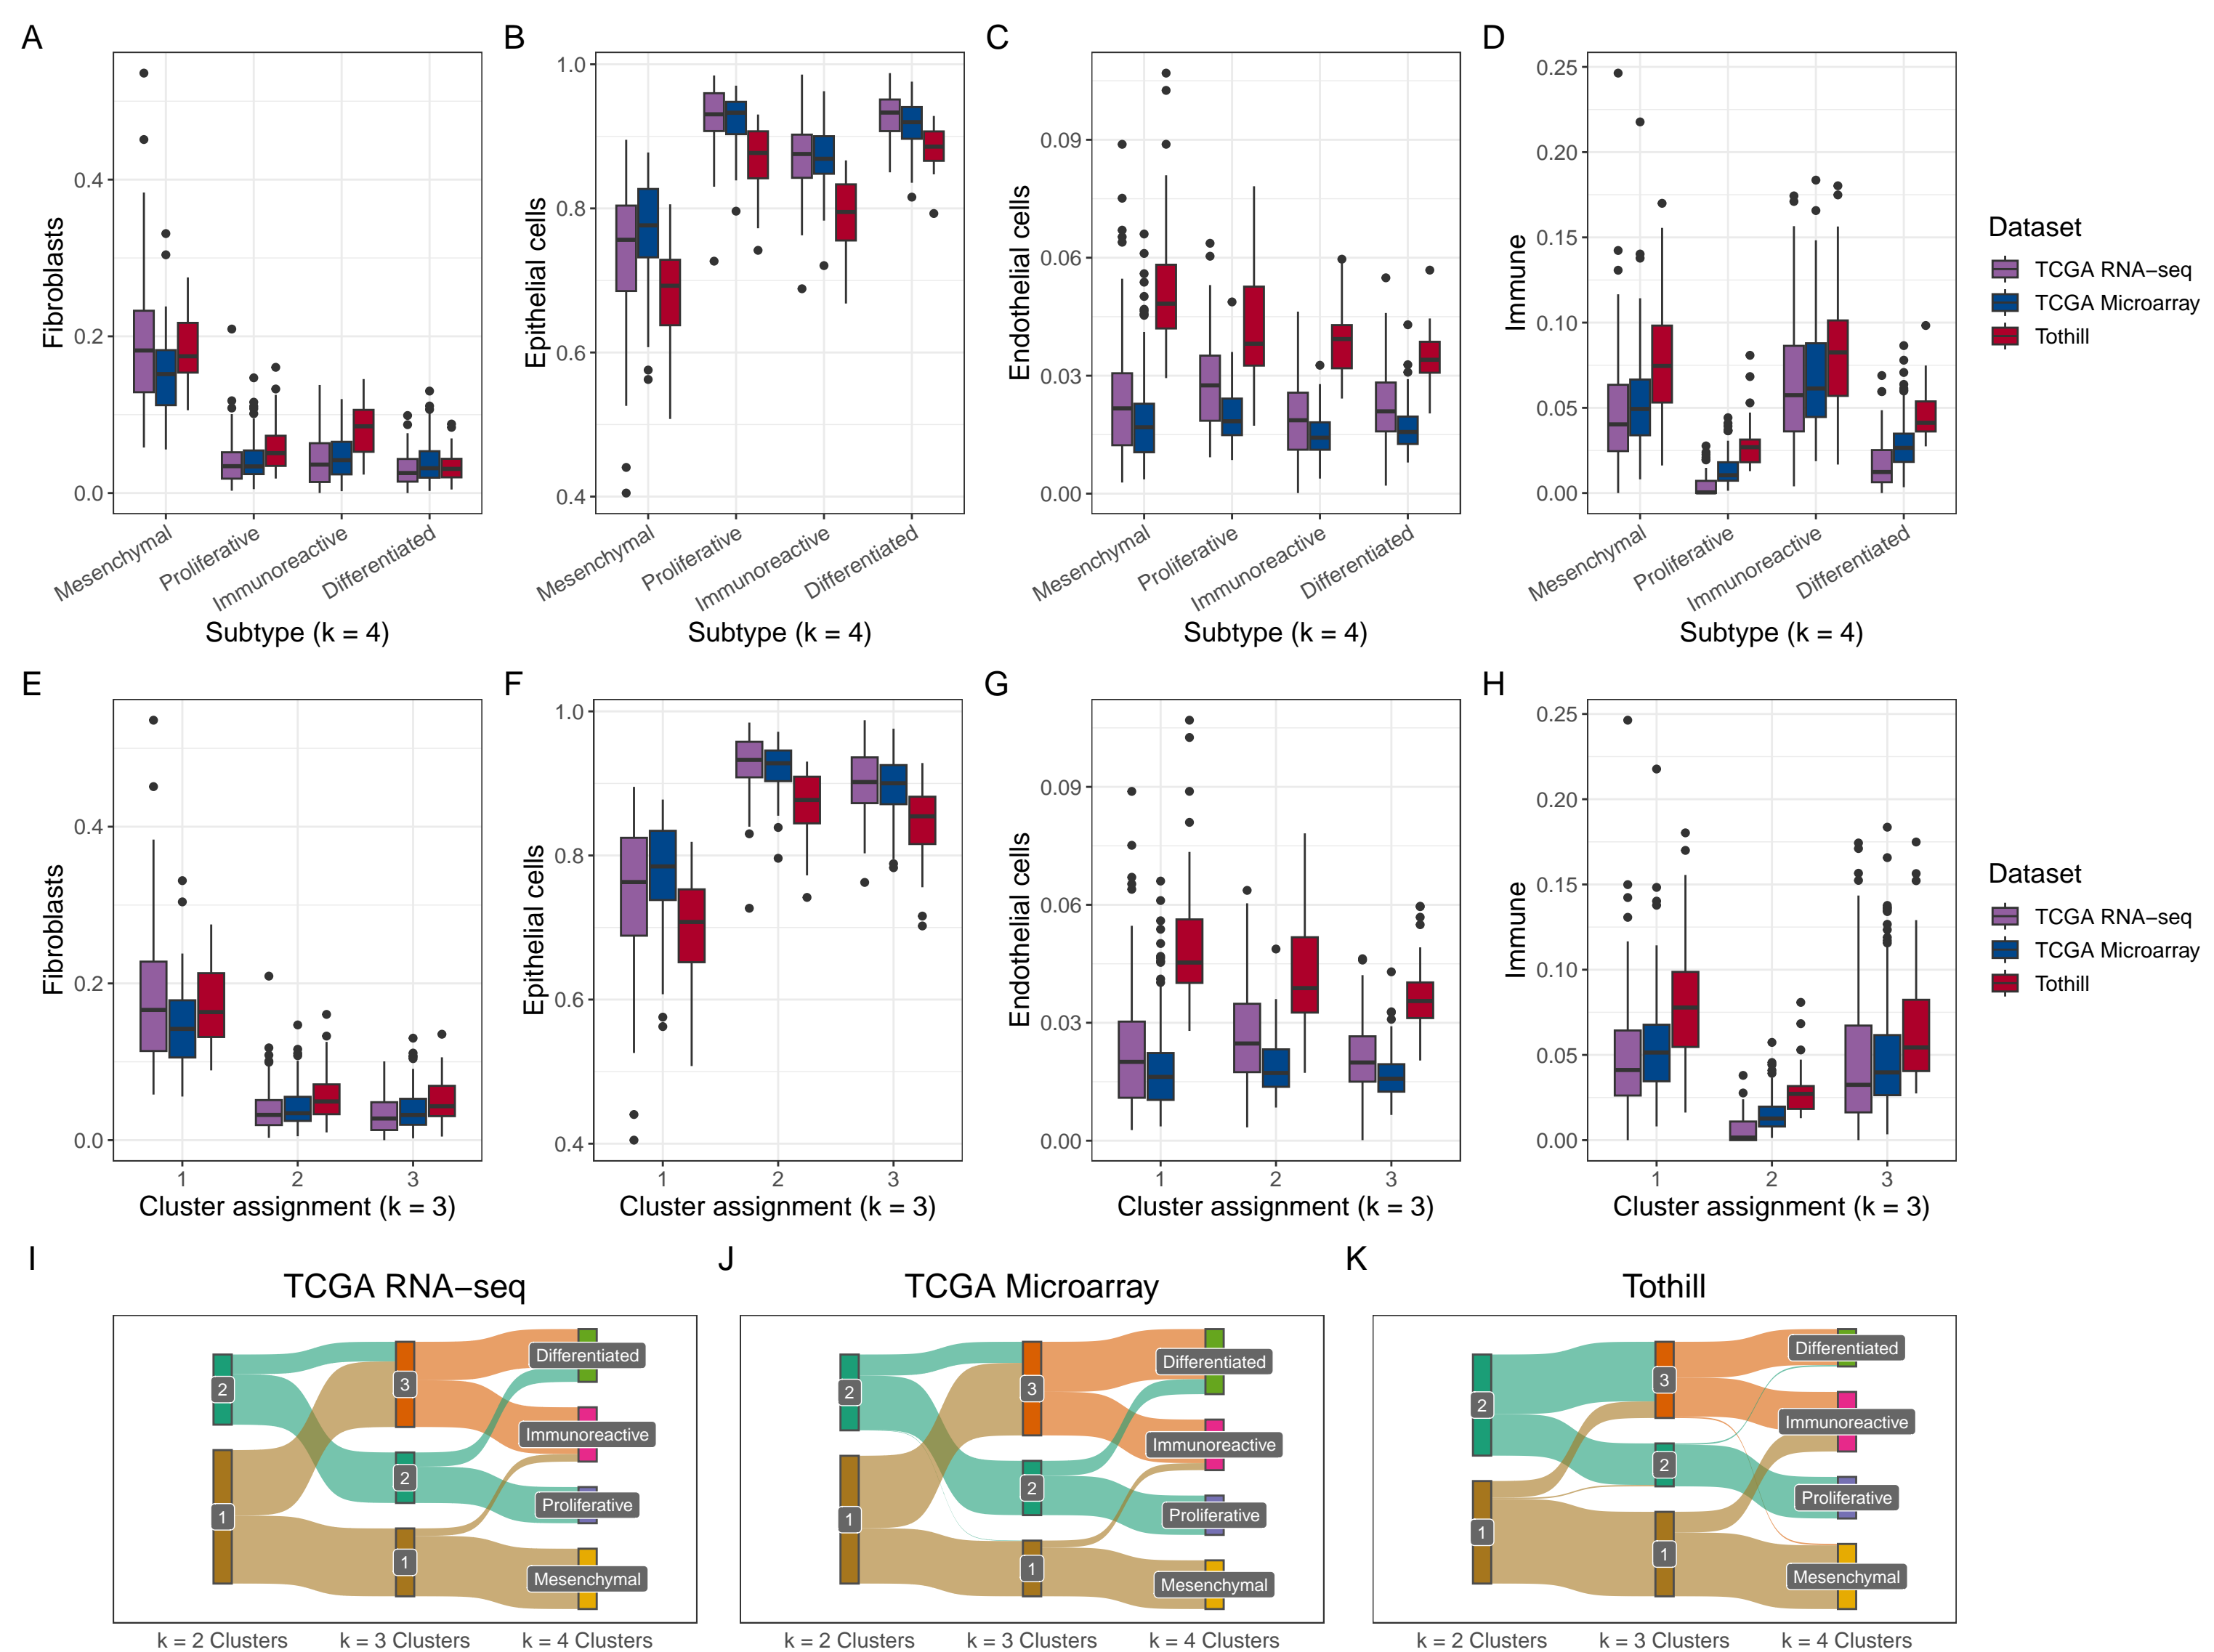 A
B
C
D
Fibroblasts
0.4
0.2
0.0
Mesenchymal
Proliferative
Immunoreactive
Differentiated
Subtype (k = 4)
Epithelial cells
1.0
0.8
0.6
0.4
Mesenchymal
Proliferative
Immunoreactive
Differentiated
Subtype (k = 4)
Endothelial cells
0.09
0.06
0.03
0.00
Mesenchymal
Proliferative
Immunoreactive
Differentiated
Subtype (k = 4)
Immune
0.25
0.20
0.15
0.10
0.05
0.00
Mesenchymal
Proliferative
Immunoreactive
Differentiated
Subtype (k = 4)
Dataset
TCGA RNA−seq
TCGA Microarray
Tothill
E
F
G
H
Fibroblasts
0.4
0.2
0.0
1 2 3
Cluster assignment (k = 3)
Epithelial cells
1.0
0.8
0.6
0.4
1 2 3
Cluster assignment (k = 3)
Endothelial cells
0.09
0.06
0.03
0.00
1 2 3
Cluster assignment (k = 3)
Immune
0.25
0.20
0.15
0.10
0.05
0.00
1 2 3
Cluster assignment (k = 3)
Dataset
TCGA RNA−seq
TCGA Microarray
Tothill
I
TCGA RNA−seq
2
1
3
2
1
Differentiated
Immunoreactive
Proliferative
Mesenchymal
k = 2 Clusters k = 3 Clusters k = 4 Clusters
J
TCGA Microarray
2
1
3
2
1
Differentiated
Immunoreactive
Proliferative
Mesenchymal
k = 2 Clusters k = 3 Clusters k = 4 Clusters
K
Tothill
2
1
3
2
1
Differentiated
Immunoreactive
Proliferative
Mesenchymal
k = 2 Clusters k = 3 Clusters k = 4 Clusters